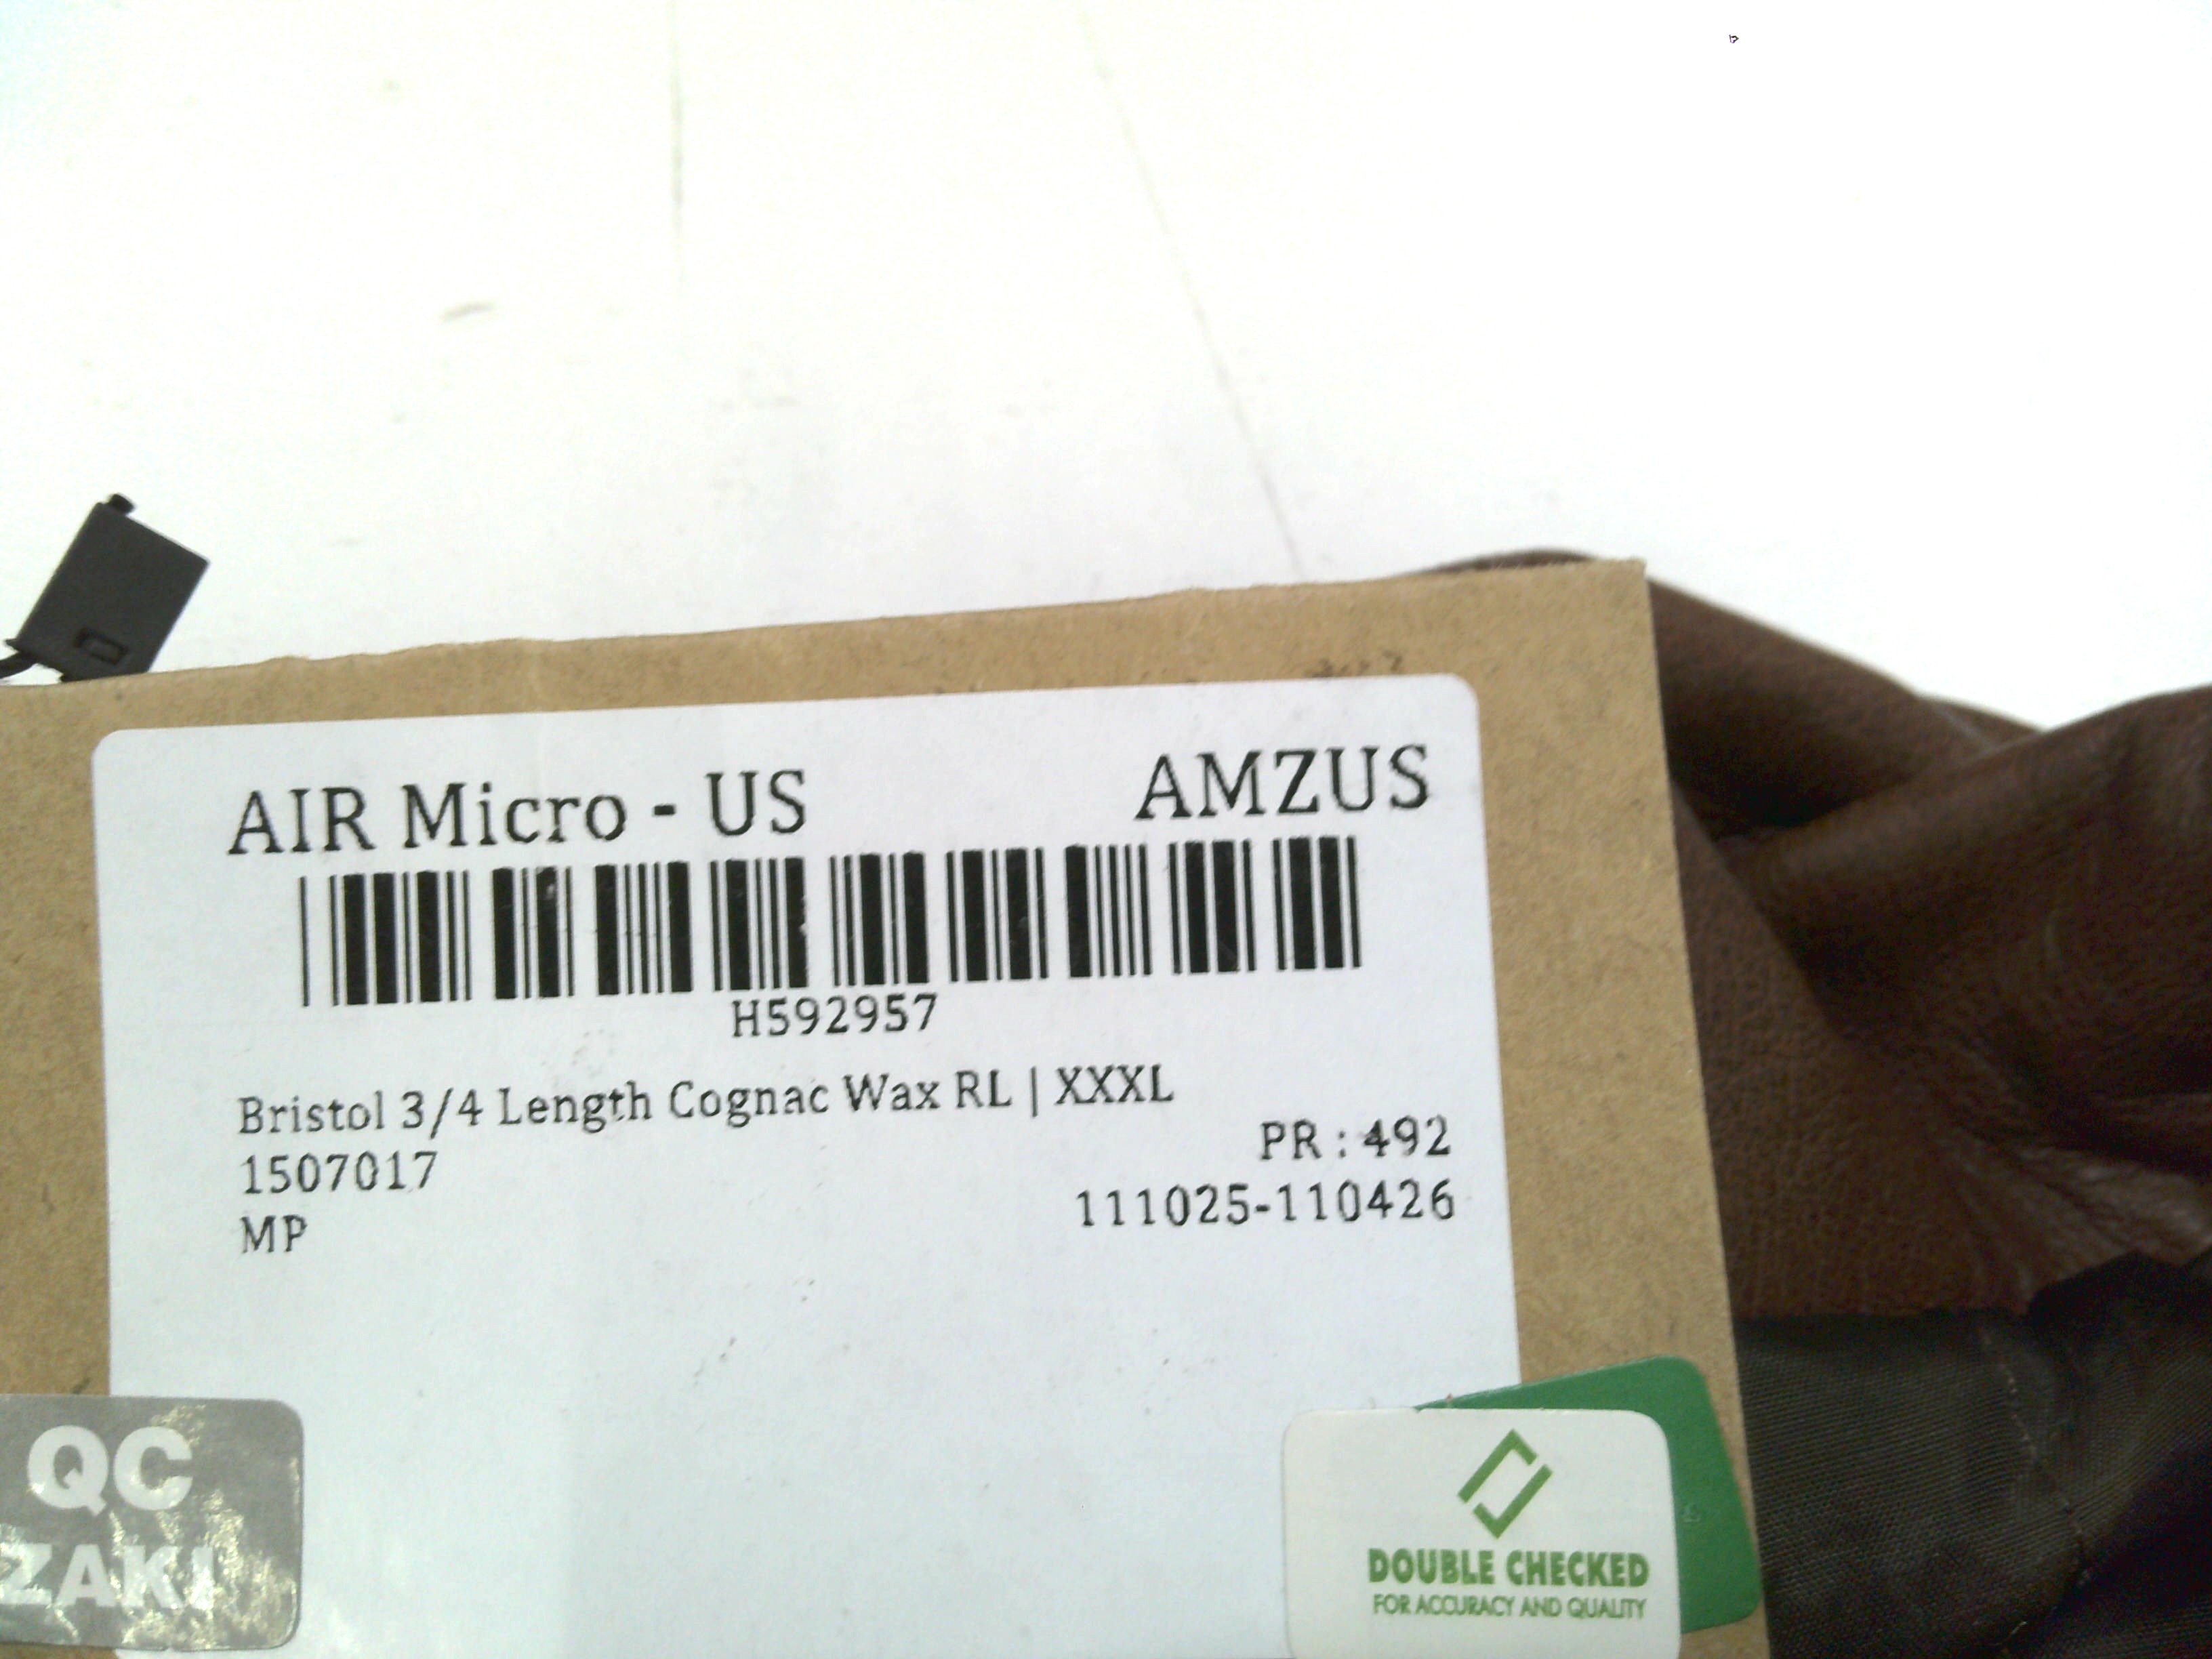 AIR Micro - US AMZUS
H592957
Bristol 3/4 Length Cognac Wax RL | XXXL
PR : 492
1507017
111025-110426
MP
QC
ZAKI
DOUBLE CHECKED
FOR ACCURACY AND QUALITY